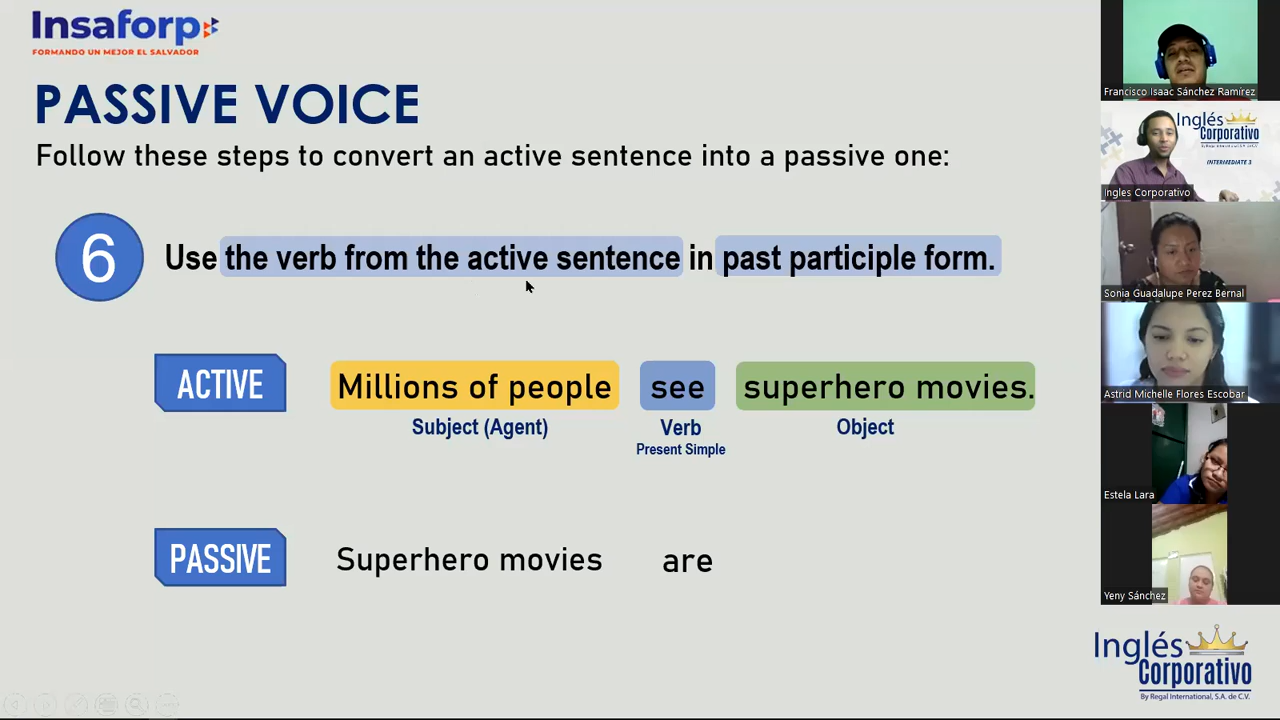 Insaforp
FORMANDO UN MEJOR EL SALVADOR
PASSIVE VOICE
Follow these steps to convert an active sentence into a passive one:
6
Use the verb from the active sentence in past participle form.
ACTIVE
Millions of people see superhero movies.
Subject (Agent) Verb Object
Present Simple
PASSIVE
Superhero movies are
Francisco Isaac Sánchez Ramírez
Inglés
Corporativo
By Regal International, S.A. de C.V.
INTERMEDIATE 3
Ingles Corporativo
Sonia Guadalupe Perez Bernal
Astrid Michelle Flores Escobar
Estela Lara
Yeny Sánchez
Inglés
Corporativo
By Regal International, S.A. de C.V.